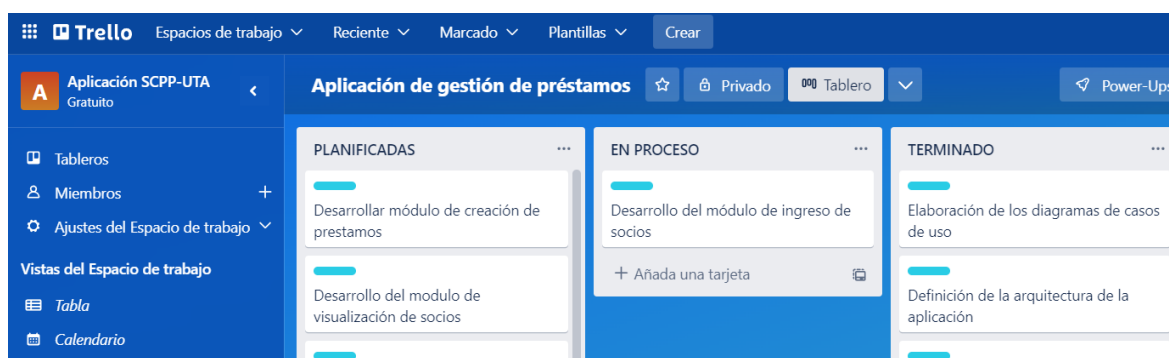 Trello Espacios de trabajo Reciente Marcado Plantillas Crear
A Aplicación SCPP-UTA
Gratuito
Aplicación de gestión de préstamos Privado Tablero Power-Ups
Tableros
Miembros +
Ajustes del Espacio de trabajo
Vistas del Espacio de trabajo
Tabla
Calendario
PLANIFICADAS ...
Desarrollar módulo de creación de
prestamos
Desarrollo del modulo de
visualización de socios
EN PROCESO ...
Desarrollo del módulo de ingreso de
socios
+ Añada una tarjeta
TERMINADO ...
Elaboración de los diagramas de casos
de uso
Definición de la arquitectura de la
aplicación